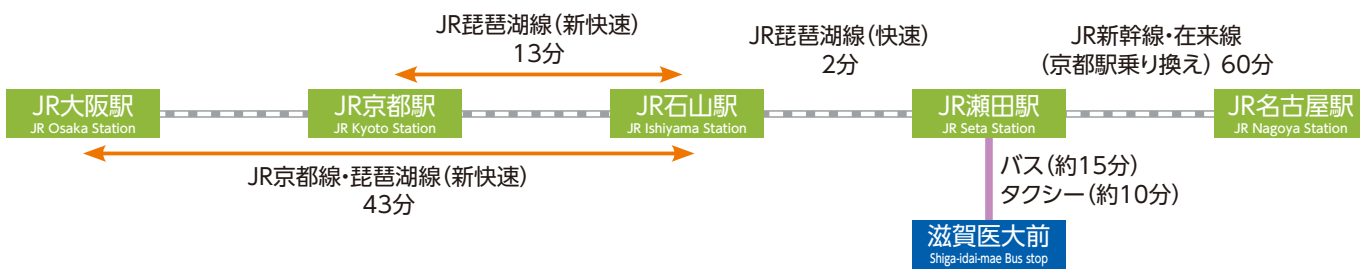 JR琵琶湖線（新快速）
13分
JR琵琶湖線（快速）
2分
JR新幹線・在来線
（京都駅乗り換え） 60分
JR大阪駅
JR Osaka Station
JR京都駅
JR Kyoto Station
JR石山駅
JR Ishiyama Station
JR瀬田駅
JR Seta Station
JR名古屋駅
JR Nagoya Station
JR京都線・琵琶湖線（新快速）
43分
バス（約15分）
タクシー（約10分）
滋賀医大前
Shiga-idai-mae Bus stop